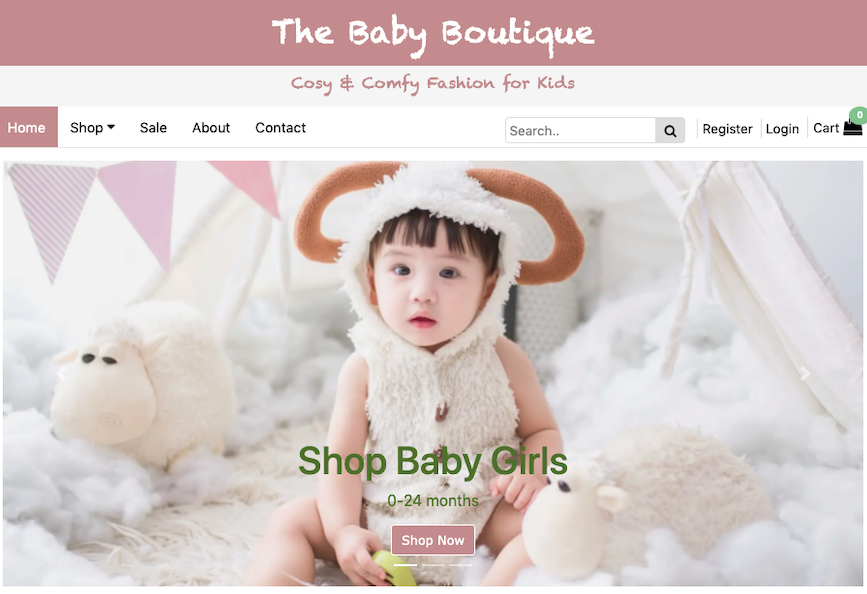 The Baby Boutique
Cosy & Comfy Fashion for Kids
Home Shop Sale About Contact Search.. Register Login Cart 0
Shop Baby Girls
0-24 months
Shop Now